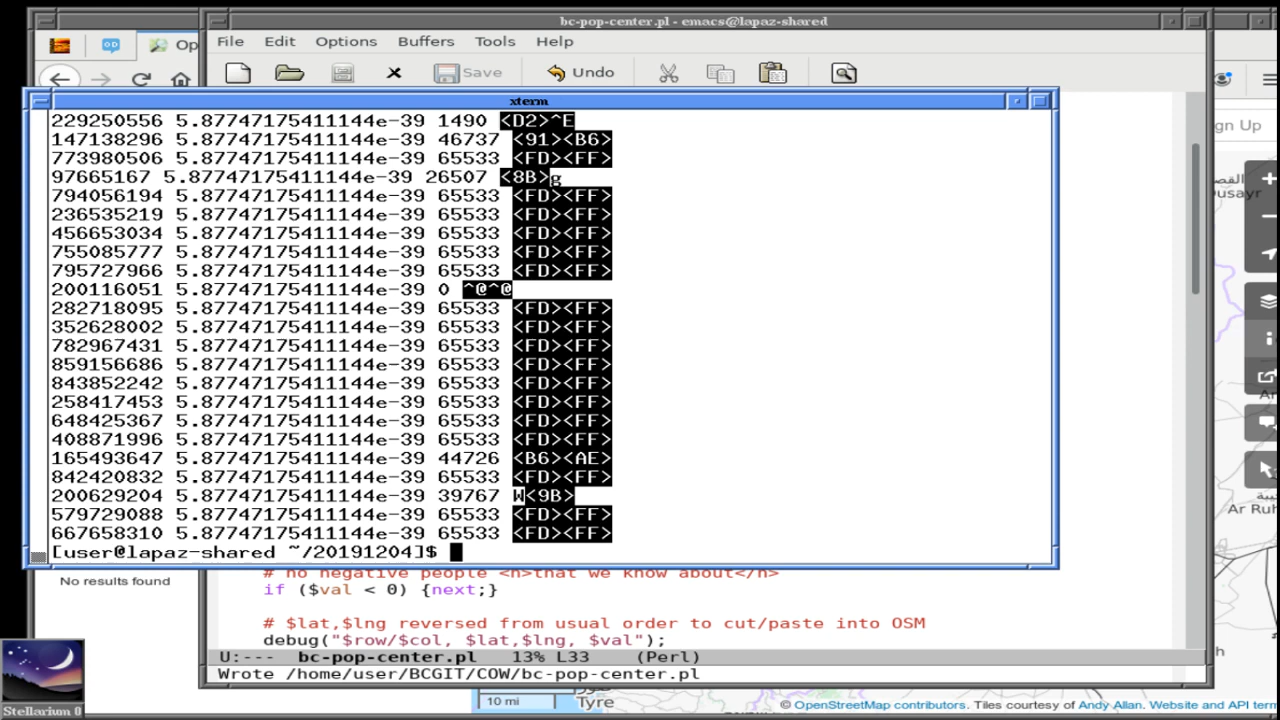 bc-pop-center.pl - emacs@lapaz-shared
File Edit Options Buffers Tools Help
Op
Save Undo
xterm
gn Up
229250556 5.87747175411144e-39 1490 <D2>^E
147138296 5.87747175411144e-39 46737 <91><B6>
773980506 5.87747175411144e-39 65533 <FD><FF>
97665167 5.87747175411144e-39 26507 <8B>g
794056194 5.87747175411144e-39 65533 <FD><FF>
236535219 5.87747175411144e-39 65533 <FD><FF>
456653034 5.87747175411144e-39 65533 <FD><FF>
755085777 5.87747175411144e-39 65533 <FD><FF>
795727966 5.87747175411144e-39 65533 <FD><FF>
200116051 5.87747175411144e-39 0 ^@^@
282718095 5.87747175411144e-39 65533 <FD><FF>
352628002 5.87747175411144e-39 65533 <FD><FF>
782967431 5.87747175411144e-39 65533 <FD><FF>
859156686 5.87747175411144e-39 65533 <FD><FF>
843852242 5.87747175411144e-39 65533 <FD><FF>
258417453 5.87747175411144e-39 65533 <FD><FF>
648425367 5.87747175411144e-39 65533 <FD><FF>
408871996 5.87747175411144e-39 65533 <FD><FF>
165493647 5.87747175411144e-39 44726 <B6><AE>
842420832 5.87747175411144e-39 65533 <FD><FF>
200629204 5.87747175411144e-39 39767 W<9B>
579729088 5.87747175411144e-39 65533 <FD><FF>
667658310 5.87747175411144e-39 65533 <FD><FF>
[user@lapaz-shared ~/20191204]$
القص
usayr
Ar Ruh
No results found
# no negative people <h>that we know about</h>
if ($val < 0) {next;}
# $lat,$lng reversed from usual order to cut/paste into OSM
debug("$row/$col, $lat,$lng, $val");
U:--- bc-pop-center.pl 13% L33 (Perl)
Wrote /home/user/BCGIT/COW/bc-pop-center.pl
10 mi
صور
Tyre
© OpenStreetMap contributors. Tiles courtesy of Andy Allan. Website and API term
Stellarium 0